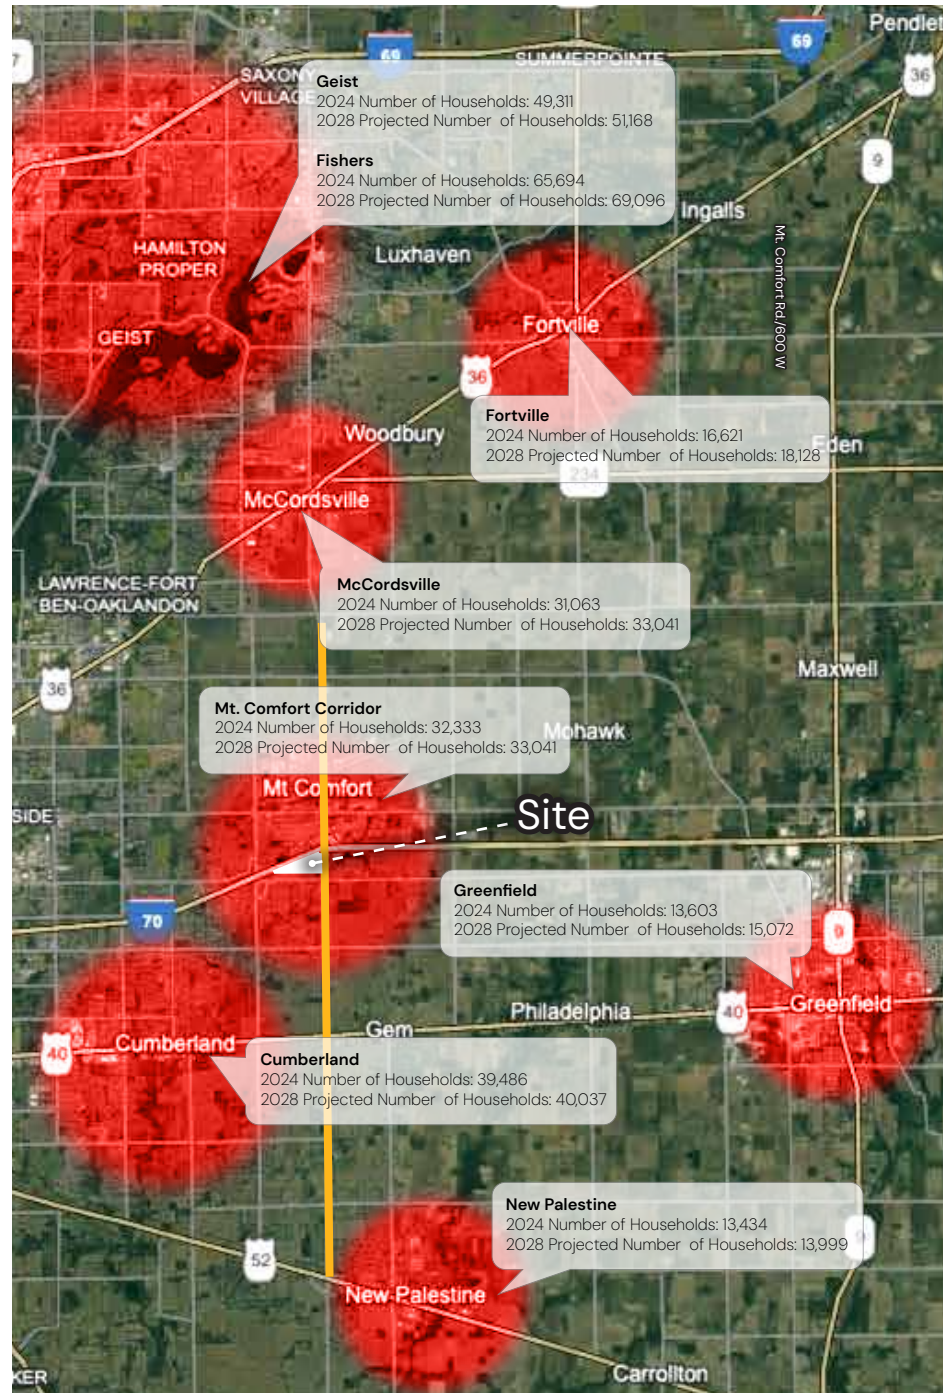 Pendlet
7
69
69
SUMMERPOINTE
36
SAXONY
VILLAGE
Geist
2024 Number of Households: 49,311
2028 Projected Number of Households: 51,168
Fishers
2024 Number of Households: 65,694
2028 Projected Number of Households: 69,096
9
Ingalls
Mt. Comfort Rd./600 W
HAMILTON
PROPER
Luxhaven
GEIST
Fortville
36
Fortville
2024 Number of Households: 16,621
2028 Projected Number of Households: 18,128
Woodbury
Eden
234
McCordsville
McCordsville
2024 Number of Households: 31,063
2028 Projected Number of Households: 33,041
LAWRENCE-FORT
BEN-OAKLANDON
36
Maxwell
Mt. Comfort Corridor
2024 Number of Households: 32,333
2028 Projected Number of Households: 33,041
Mohawk
Mt Comfort
SIDE
Site
70
Greenfield
2024 Number of Households: 13,603
2028 Projected Number of Households: 15,072
9
Greenfield
40
Philadelphia
Gem
Cumberland
40
Cumberland
2024 Number of Households: 39,486
2028 Projected Number of Households: 40,037
New Palestine
2024 Number of Households: 13,434
2028 Projected Number of Households: 13,999
9
52
New Palestine
Carrollton
KER